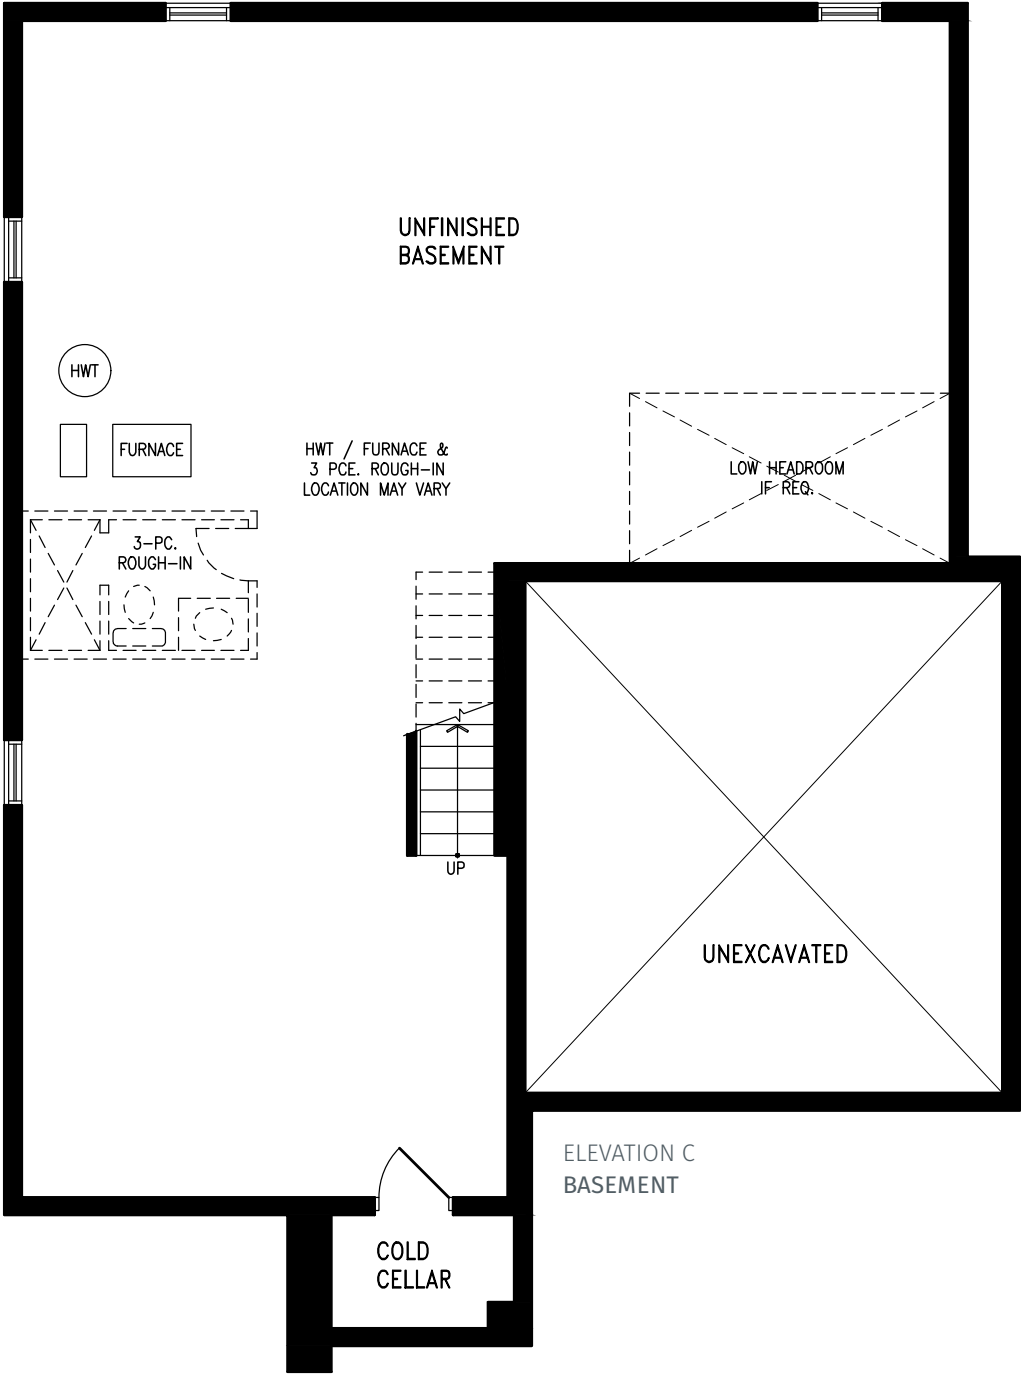 UNFINISHED
BASEMENT
HWT
FURNACE
HWT / FURNACE &
3 PCE. ROUGH-IN
LOCATION MAY VARY
LOW HEADROOM
IF REQ.
3-PC.
ROUGH-IN
UP
UNEXCAVATED
ELEVATION C
BASEMENT
COLD
CELLAR